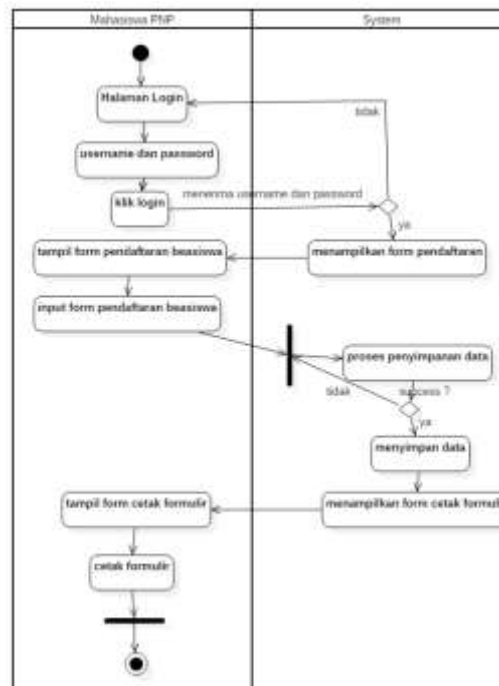 Mahasiswa PNP
System
Halaman Login
tidak
username dan password
menerima username dan password
klik login
ya
tampil form pendaftaran beasiswa
menampilkan form pendaftaran
input form pendaftaran beasiswa
proses penyimpanan data
tidak
success ?
ya
menyimpan data
tampil form cetak formulir
menampilkan form cetak formul
cetak formulir